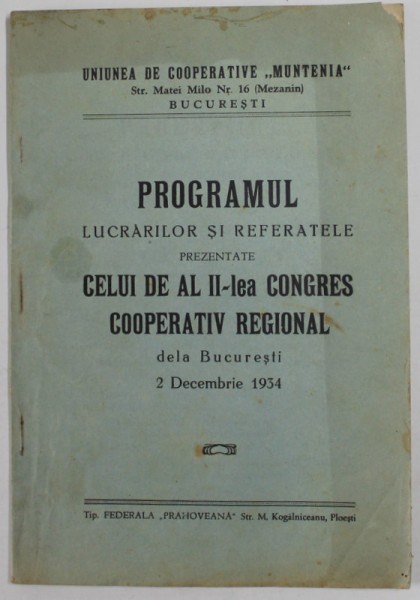 UNIUNEA DE COOPERATIVE „MUNTENIA“
Str. Matei Milo Nr. 16 (Mezanin)
BUCUREȘTI
PROGRAMUL
LUCRĂRILOR ȘI REFERATELE
PREZENTATE
CELUI DE AL II-lea CONGRES
COOPERATIV REGIONAL
dela București
2 Decembrie 1934
Tip. FEDERALA „PRAHOVEANĂ“ Str. M. Kogălniceanu, Ploești